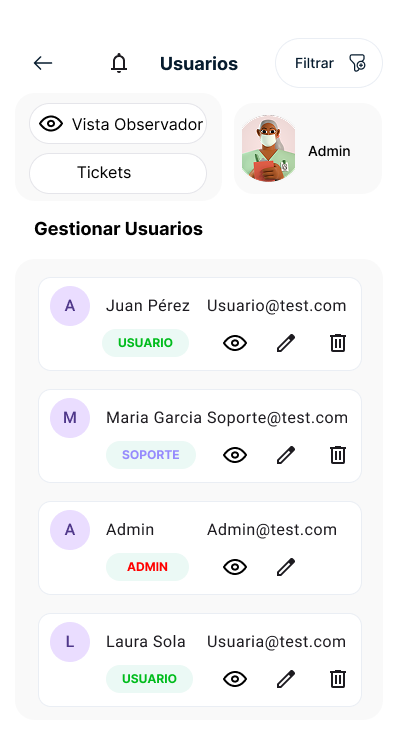 Usuarios
Filtrar
Vista Observador
Tickets
Admin
Gestionar Usuarios
A
Juan Pérez
Usuario@test.com
USUARIO
M
Maria Garcia
Soporte@test.com
SOPORTE
A
Admin
Admin@test.com
ADMIN
L
Laura Sola
Usuaria@test.com
USUARIO